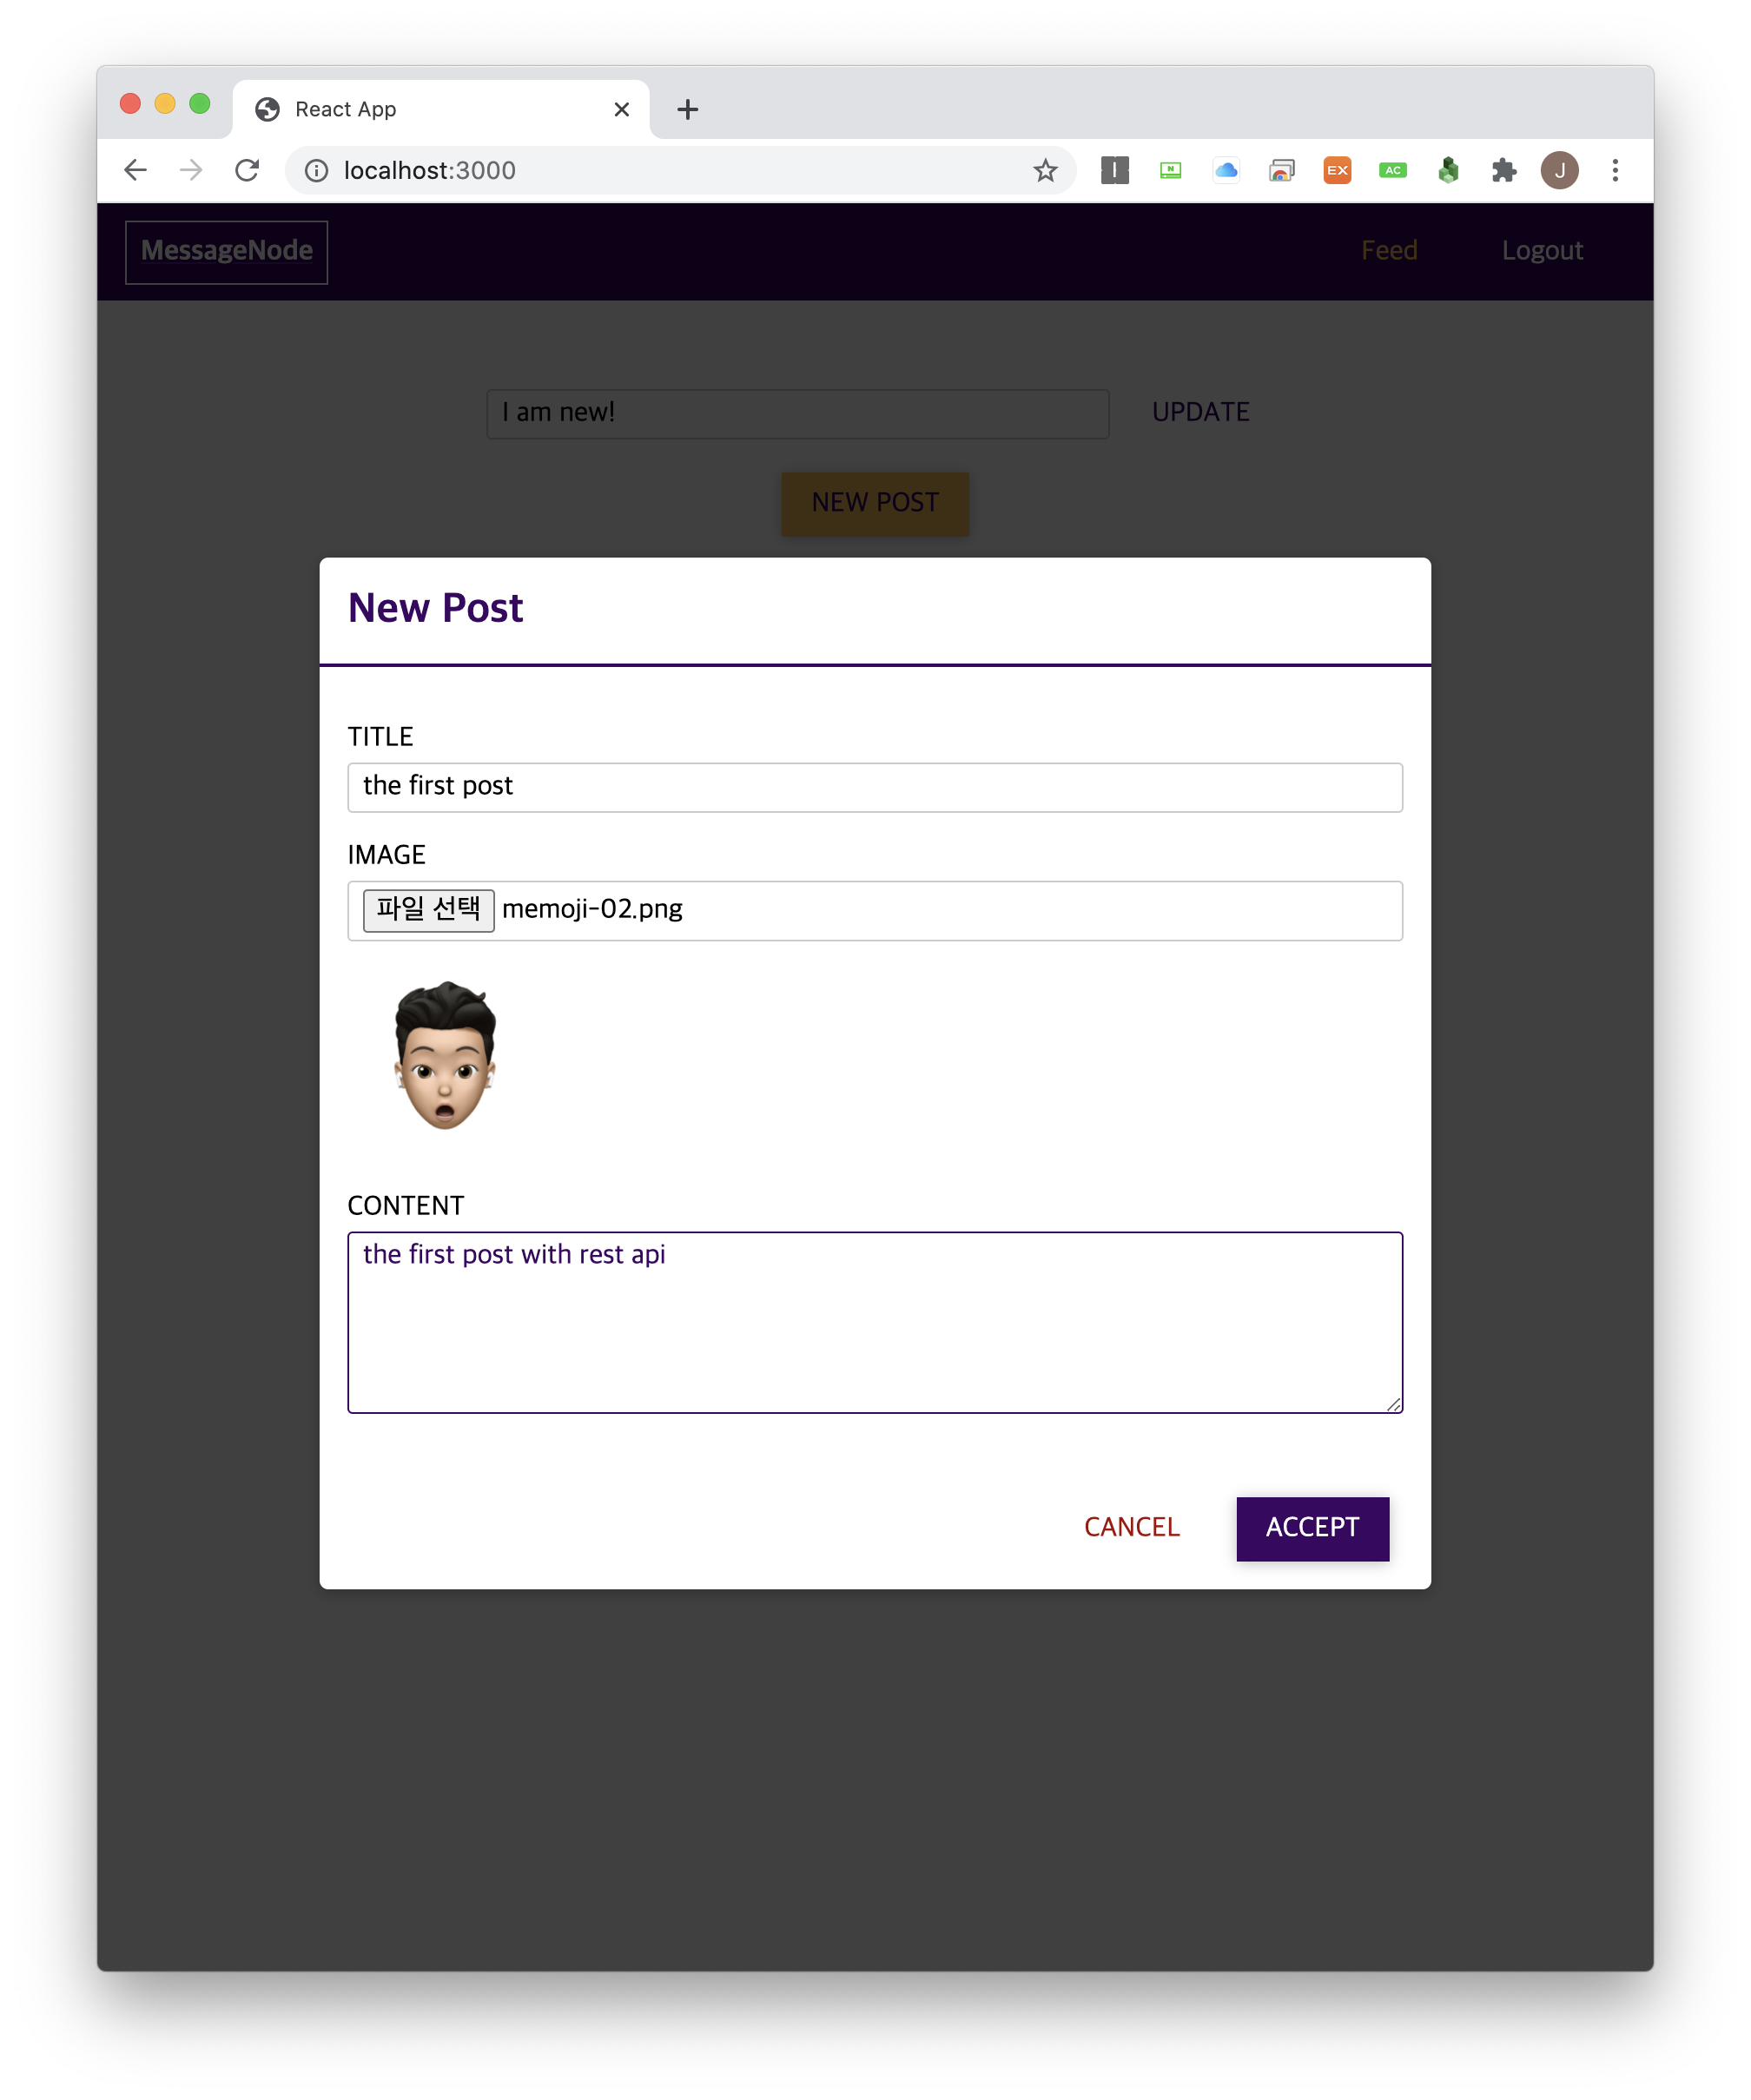 React App
localhost:3000
N
EX
AC
J
MessageNode
Feed
Logout
I am new!
UPDATE
NEW POST
New Post
TITLE
the first post
IMAGE
파일 선택 memoji-02.png
CONTENT
the first post with rest api
CANCEL
ACCEPT